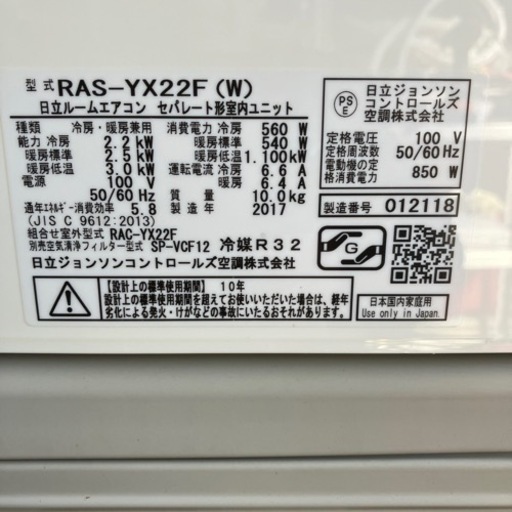 型式 RAS-YX22F (W)
日立ルームエアコン セパレート形室内ユニット
種類 冷房・暖房兼用
能力 冷房 2.2 kW
暖房標準 2.5 kW
暖房低温 3.0 kW
電源 100 V
50/60 Hz
通年エネルギー消費効率 5.8
(JIS C 9612:2013)
消費電力 冷房 560 W
暖房標準 540 W
暖房低温 1.100kW
運転電流 冷房 6.6 A
暖房 6.4 A
質量 10.0kg
2017
組合せ室外型式 RAC-YX22F
別売空気清浄フィルター型式 SP-VCF12 冷媒R32
日立ジョンソンコントロールズ空調株式会社
【設計上の標準使用期間】 10年
設計上の標準使用期間を超えてお使いいただいた場合は、経年
劣化による発火・けがなどの事故にいたるおそれがあります。
PS
E
日立ジョンソン
コントロールズ
空調株式会社
定格電圧 100 V
定格周波数 50/60 Hz
電動機の定
格消費電力 850 W
製造番号 012118
G
日本国内家庭用
Use only in Japan.